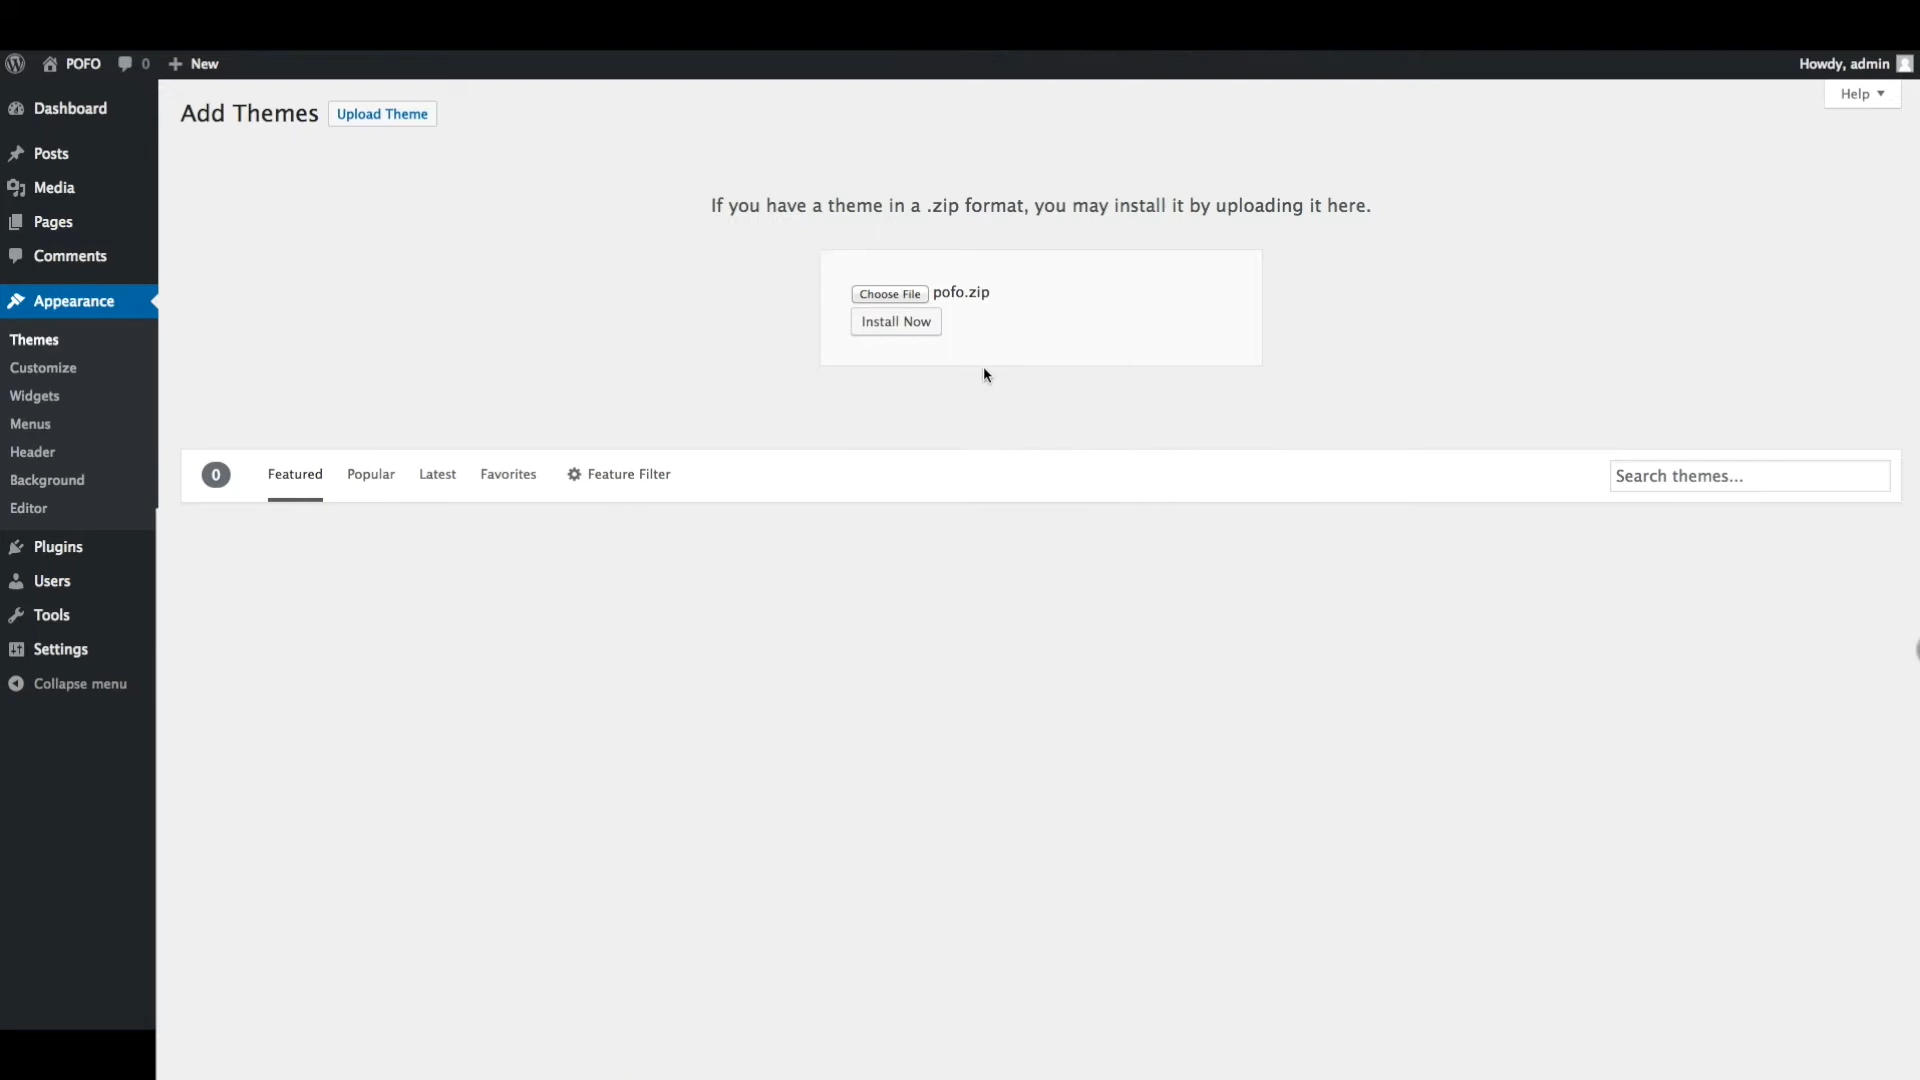 POFO 0 New Howdy, admin
Help
Dashboard
Posts
Media
Pages
Comments
Appearance
Themes
Customize
Widgets
Menus
Header
Background
Editor
Plugins
Users
Tools
Settings
Collapse menu
Add Themes Upload Theme
If you have a theme in a .zip format, you may install it by uploading it here.
Choose File pofo.zip
Install Now
0 Featured Popular Latest Favorites Feature Filter Search themes...